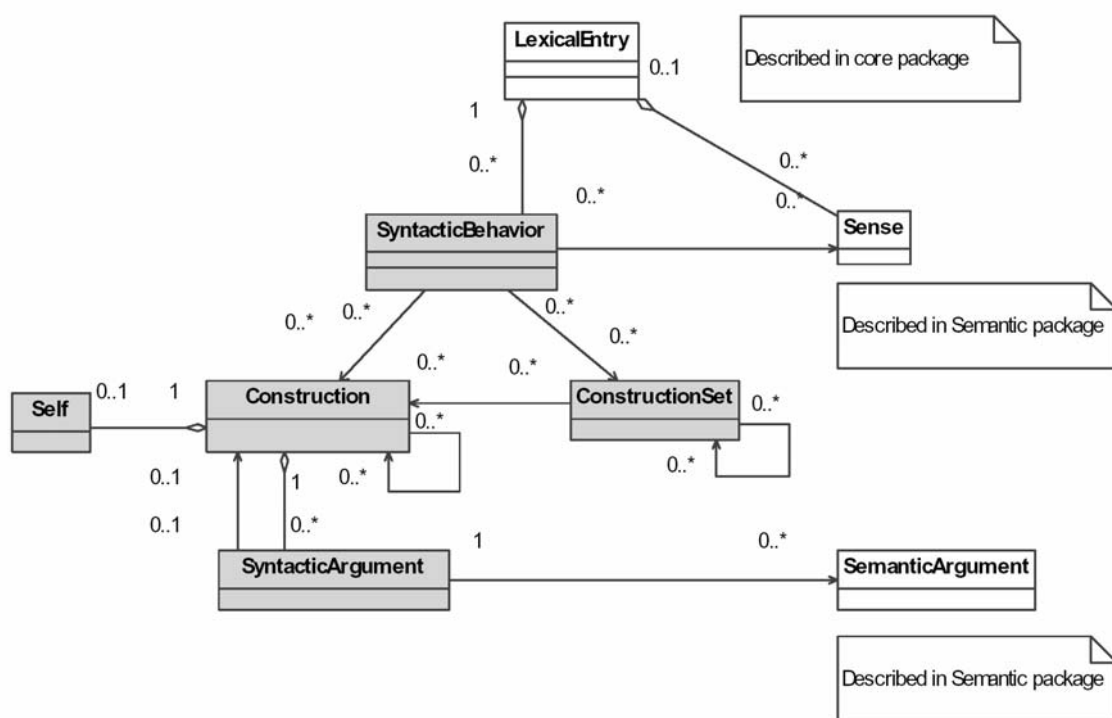 LexicalEntry
Described in core package
0..1
1
0..*
0..*
0..*
0..*
SyntacticBehavior
Sense
0..*
0..*
0..*
0..*
Described in Semantic package
0..*
0..*
0..1
1
Self
Construction
ConstructionSet
0..*
0..*
0..1
1
0..*
0..*
0..1
0..*
SyntacticArgument
1
0..*
SemanticArgument
Described in Semantic package